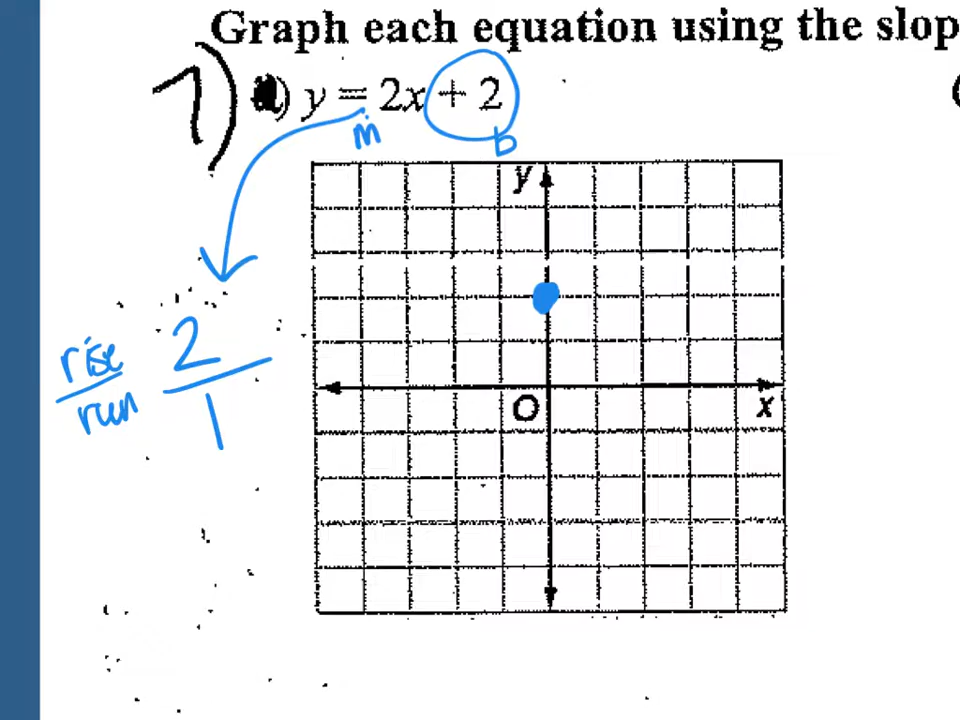 Graph each equation using the slop
7) ) y = 2x + 2
m b
y
rise 2
run 1
O x